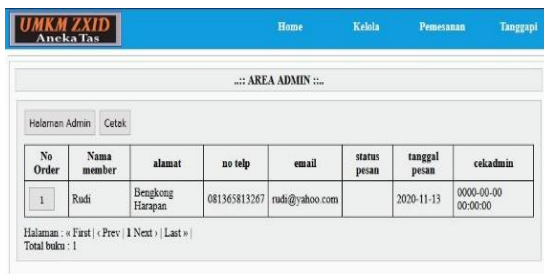 UMKM ZXID
Aneka Tas
Home Kelola Pemesanan Tanggapi
..:: AREA ADMIN ::..
Halaman Admin Cetak
No Order Nama member alamat no telp email status pesan tanggal pesan cekadmin
1 Rudi Bengkong Harapan 081365813267 rudi@yahoo.com 2020-11-13 0000-00-00 00:00:00
Halaman : « First | ‹ Prev | 1 Next › | Last » |
Total buku : 1